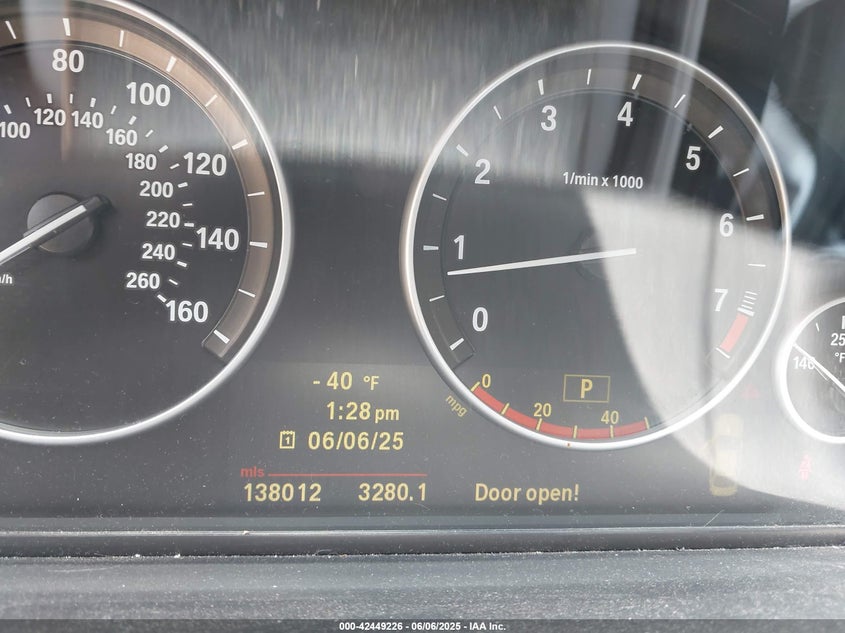 80
100
100 120 140
160
180 120
200
220 140
240
260 160
3 4
2 5
1/min x 1000
1 6
0 7
- 40 °F
1:28 pm
06/06/25
mls
138012 3280.1
mpg
0 20 40
P
Door open!
°F
000-42449226 - 06/06/2025 - IAA Inc.